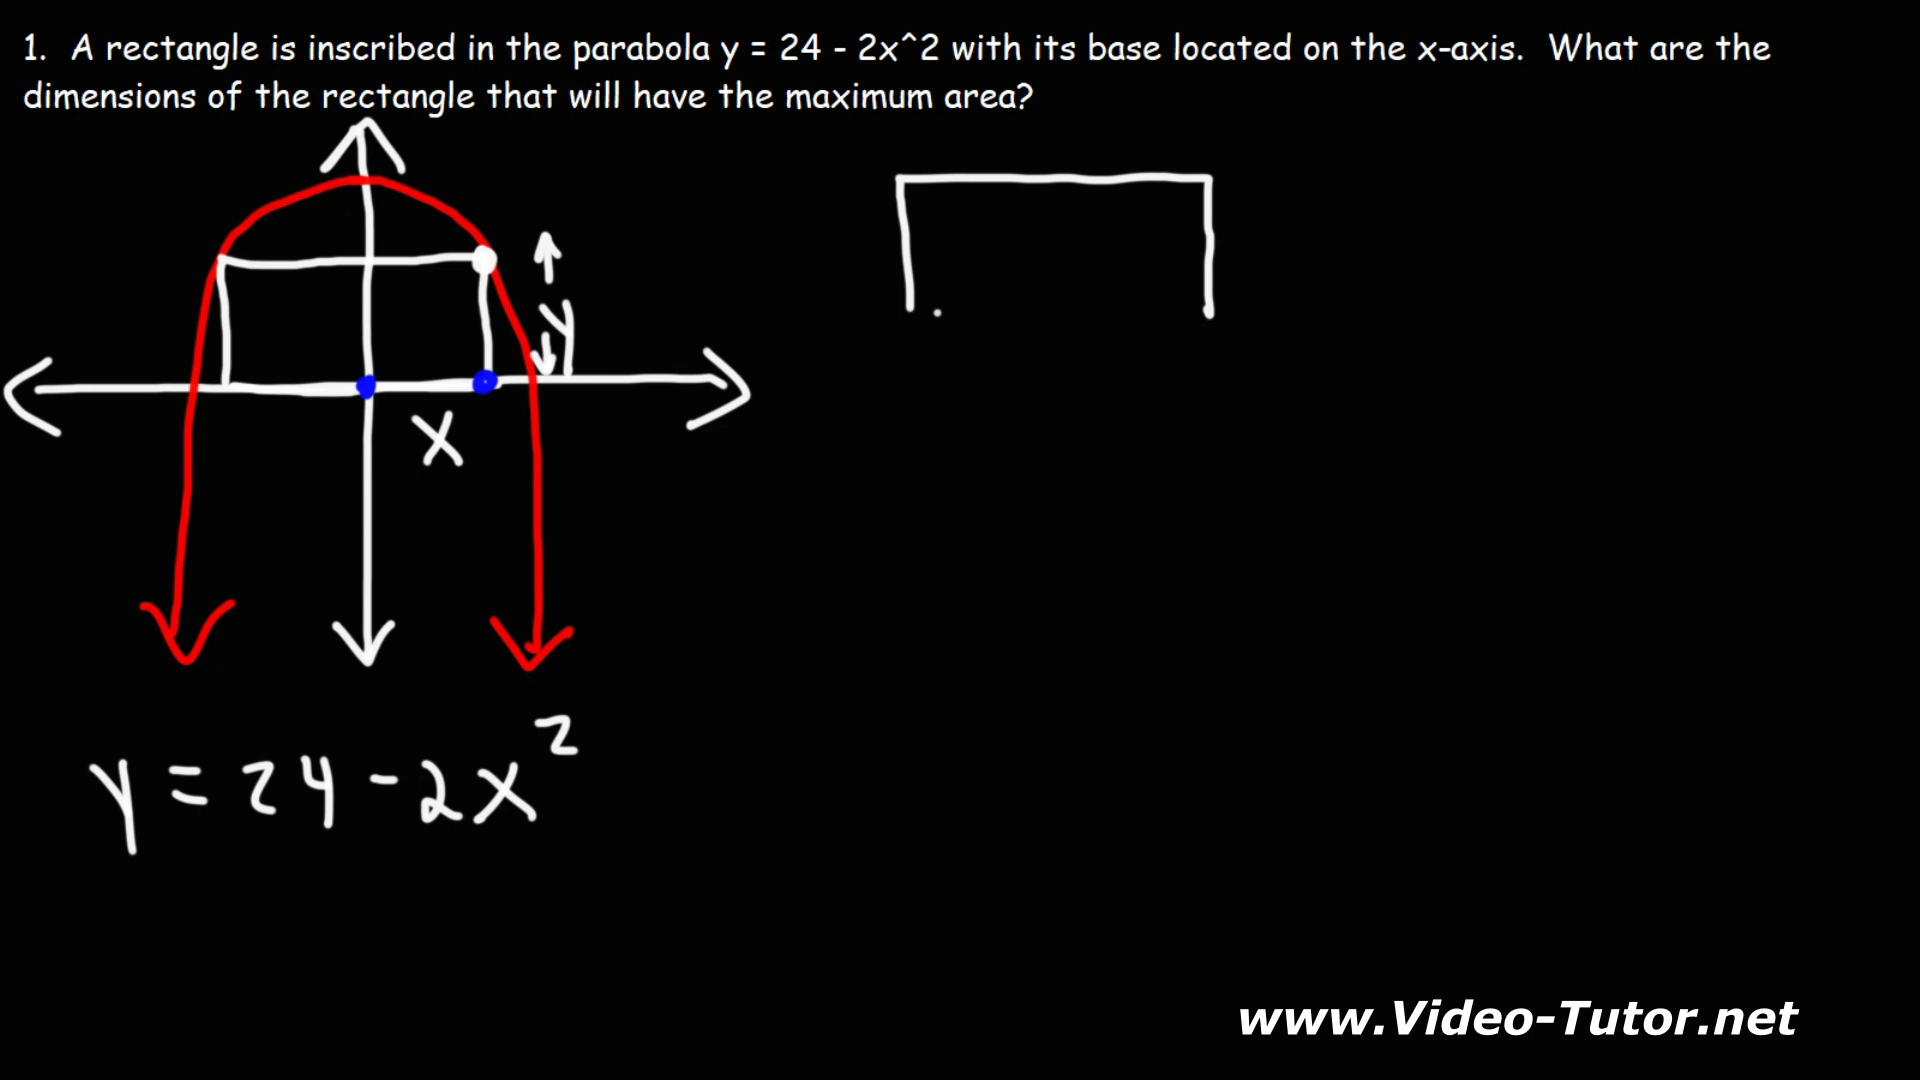 1. A rectangle is inscribed in the parabola y = 24 - 2x^2 with its base located on the x-axis. What are the
dimensions of the rectangle that will have the maximum area?
y
x
y = 24 - 2x²
www.Video-Tutor.net